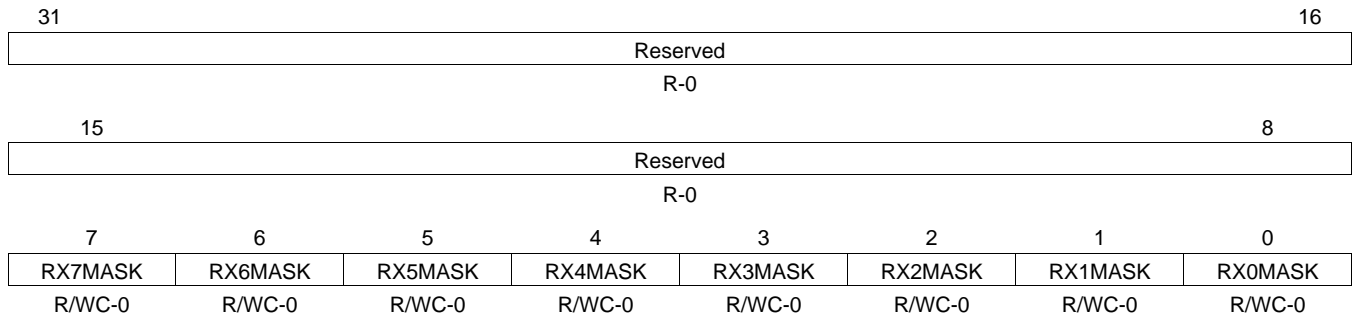 31 16
Reserved
R-0
15 8
Reserved
R-0
7 6 5 4 3 2 1 0
RX7MASK RX6MASK RX5MASK RX4MASK RX3MASK RX2MASK RX1MASK RX0MASK
R/WC-0 R/WC-0 R/WC-0 R/WC-0 R/WC-0 R/WC-0 R/WC-0 R/WC-0